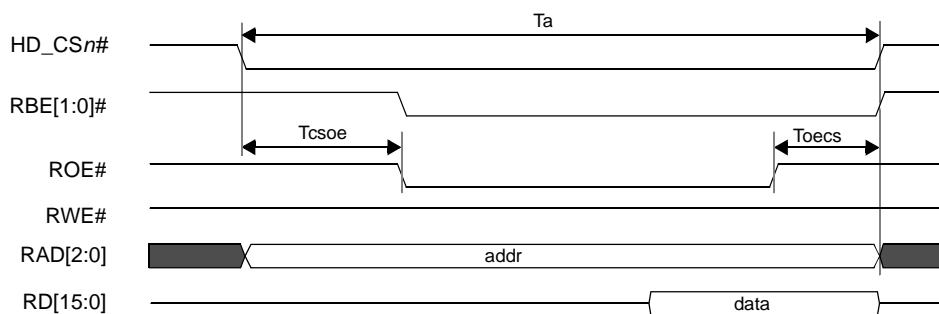 Ta
HD_CSn#
RBE[1:0]#
Tcsoe
Toecs
ROE#
RWE#
RAD[2:0]
addr
RD[15:0]
data